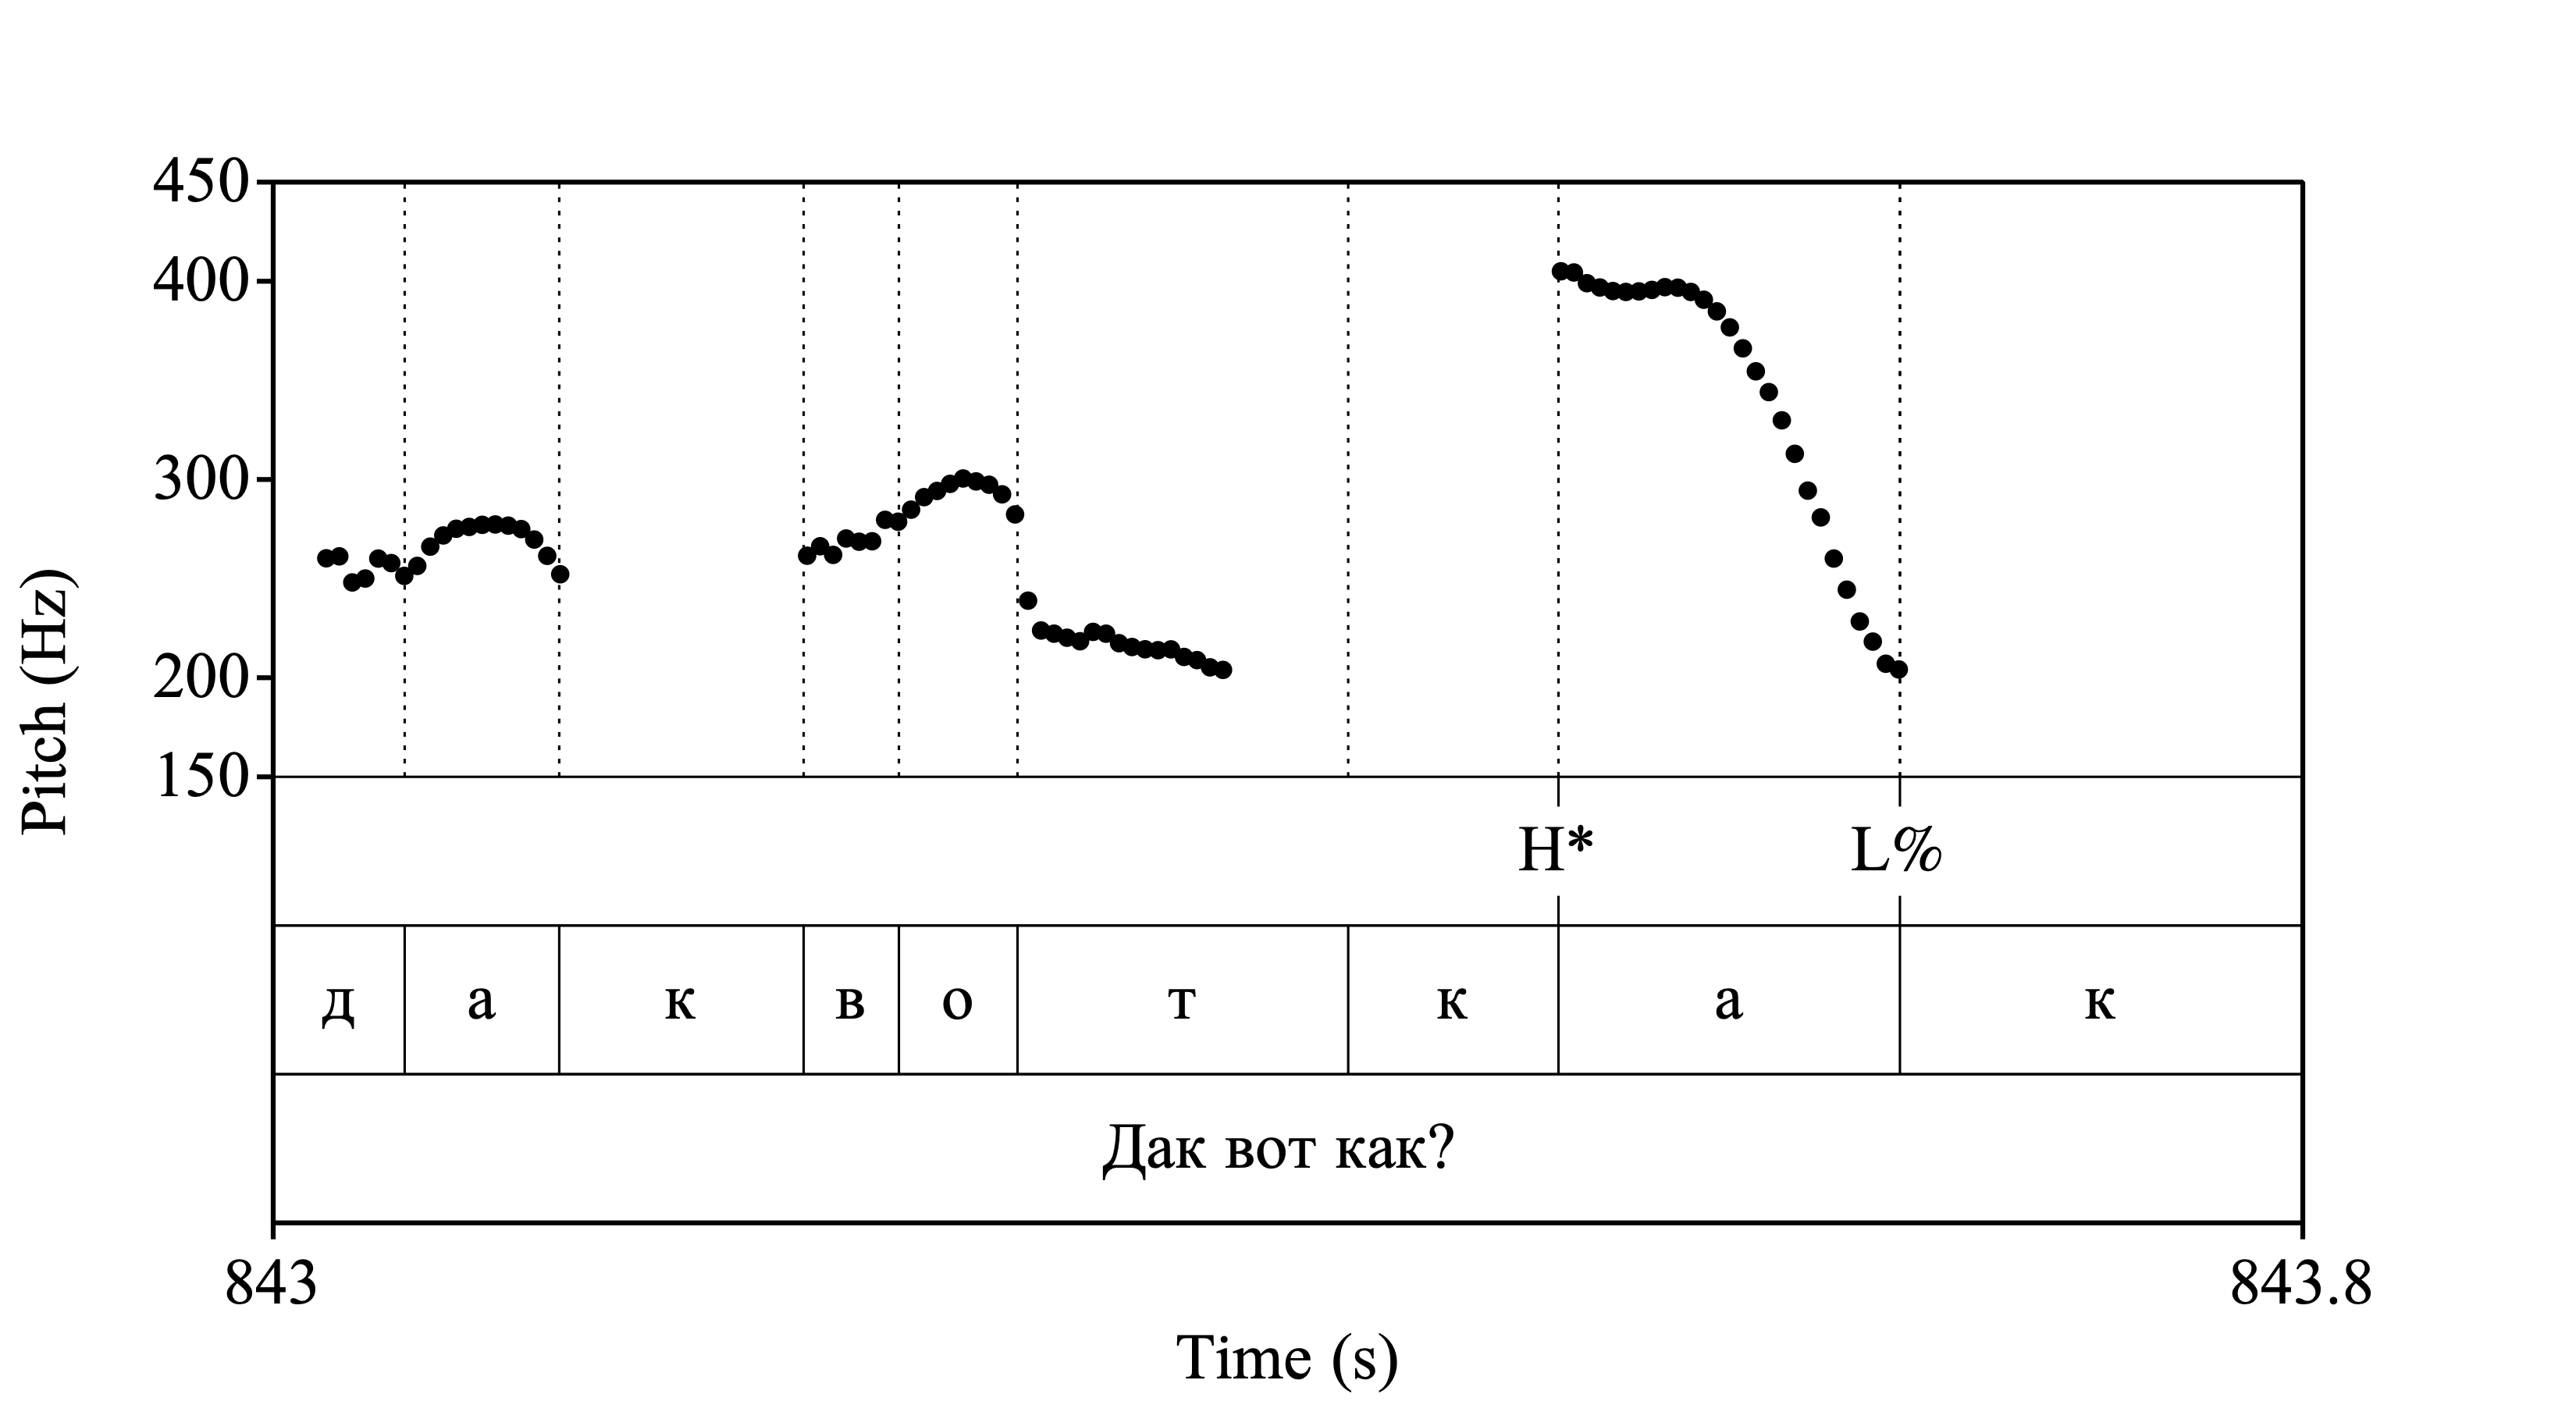 450
400
300
200
150
Pitch (Hz)
H* L%
д а к в о т к а к
Дак вот как?
843 843.8
Time (s)